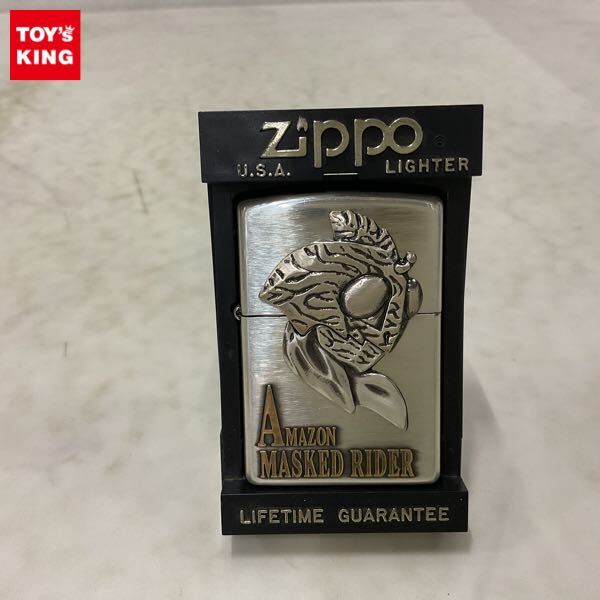 TOY's
KING
zippo
U.S.A. LIGHTER
AMAZON
MASKED RIDER
LIFETIME GUARANTEE